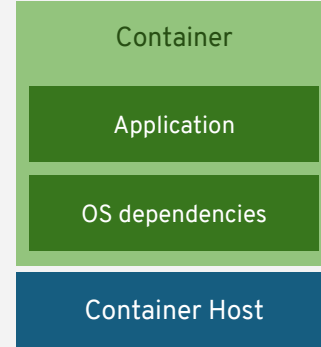 Container
Application
OS dependencies
Container Host